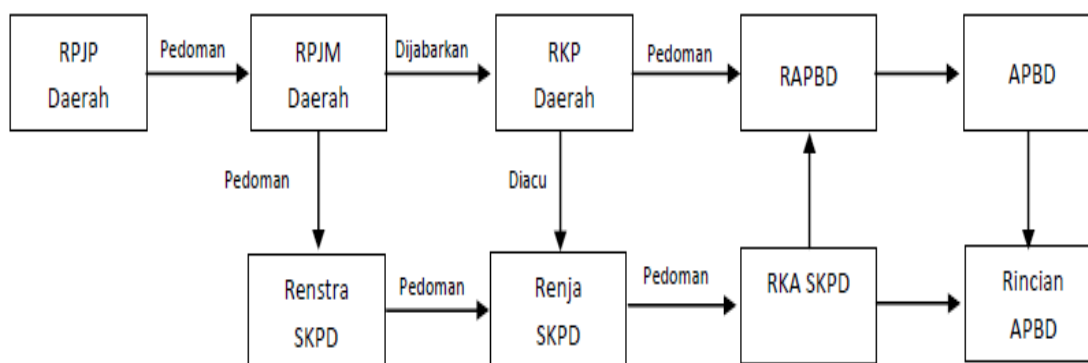 RPJP
Daerah
Pedoman
RPJM
Daerah
Dijabarkan
RKP
Daerah
Pedoman
RAPBD
APBD
Pedoman
Diacu
Renstra
SKPD
Pedoman
Renja
SKPD
Pedoman
RKA SKPD
Rincian
APBD